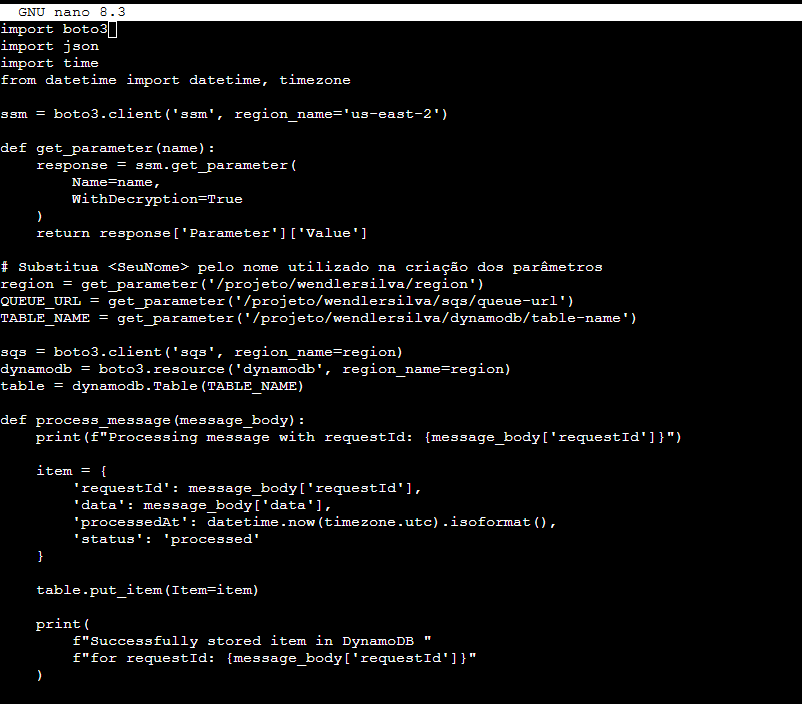 GNU nano 8.3
import boto3
import json
import time
from datetime import datetime, timezone

ssm = boto3.client('ssm', region_name='us-east-2')

def get_parameter(name):
    response = ssm.get_parameter(
        Name=name,
        WithDecryption=True
    )
    return response['Parameter']['Value']

# Substitua <SeuNome> pelo nome utilizado na criação dos parâmetros
region = get_parameter('/projeto/wendlersilva/region')
QUEUE_URL = get_parameter('/projeto/wendlersilva/sqs/queue-url')
TABLE_NAME = get_parameter('/projeto/wendlersilva/dynamodb/table-name')

sqs = boto3.client('sqs', region_name=region)
dynamodb = boto3.resource('dynamodb', region_name=region)
table = dynamodb.Table(TABLE_NAME)

def process_message(message_body):
    print(f"Processing message with requestId: {message_body['requestId']}")

    item = {
        'requestId': message_body['requestId'],
        'data': message_body['data'],
        'processedAt': datetime.now(timezone.utc).isoformat(),
        'status': 'processed'
    }

    table.put_item(Item=item)

    print(
        f"Successfully stored item in DynamoDB "
        f"for requestId: {message_body['requestId']}"
    )